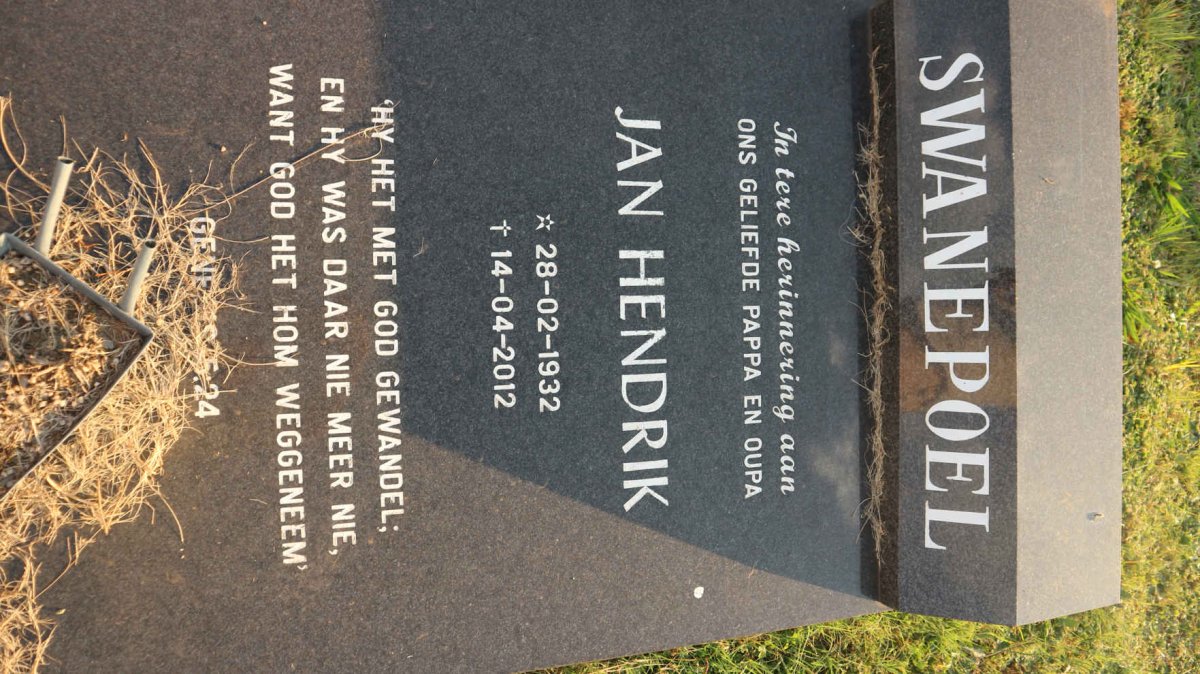 SWANEPOEL
In tere herinnering aan
ONS GELIEFDE PAPPA EN OUPA
JAN HENDRIK
☆ 28-02-1932
✝ 14-04-2012
'HY HET MET GOD GEWANDEL;
EN HY WAS DAAR NIE MEER NIE,
WANT GOD HET HOM WEGGENEEM'
:24